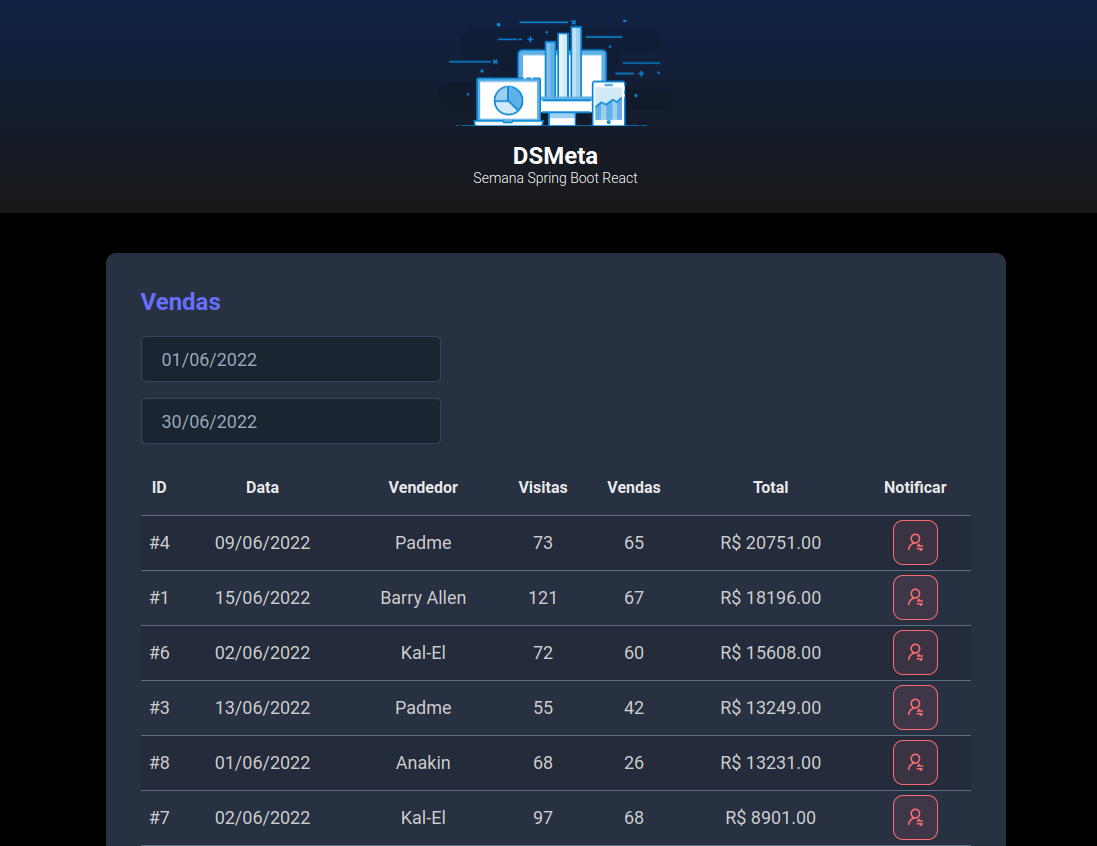 DSMeta
Semana Spring Boot React
Vendas
01/06/2022
30/06/2022
ID Data Vendedor Visitas Vendas Total Notificar
#4 09/06/2022 Padme 73 65 R$ 20751.00
#1 15/06/2022 Barry Allen 121 67 R$ 18196.00
#6 02/06/2022 Kal-El 72 60 R$ 15608.00
#3 13/06/2022 Padme 55 42 R$ 13249.00
#8 01/06/2022 Anakin 68 26 R$ 13231.00
#7 02/06/2022 Kal-El 97 68 R$ 8901.00